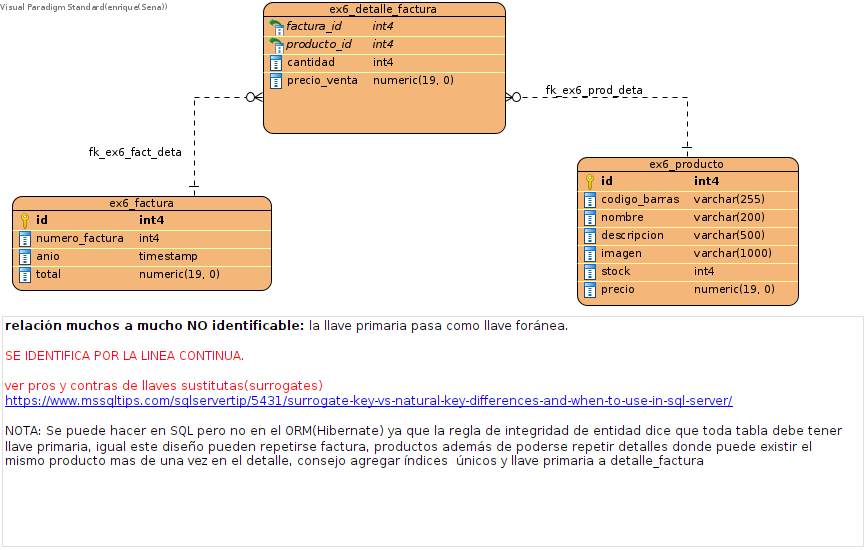 Visual Paradigm Standard(enrique(Sena))
ex6_detalle_factura
factura_id int4
producto_id int4
cantidad int4
precio_venta numeric(19, 0)
fk_ex6_prod_deta
fk_ex6_fact_deta
ex6_producto
id int4
codigo_barras varchar(255)
nombre varchar(200)
descripcion varchar(500)
imagen varchar(1000)
stock int4
precio numeric(19, 0)
ex6_factura
id int4
numero_factura int4
anio timestamp
total numeric(19, 0)
relación muchos a mucho NO identificable: la llave primaria pasa como llave foránea.
SE IDENTIFICA POR LA LINEA CONTINUA.
ver pros y contras de llaves sustitutas(surrogates)
https://www.mssqltips.com/sqlservertip/5431/surrogate-key-vs-natural-key-differences-and-when-to-use-in-sql-server/
NOTA: Se puede hacer en SQL pero no en el ORM(Hibernate) ya que la regla de integridad de entidad dice que toda tabla debe tener
llave primaria, igual este diseño pueden repetirse factura, productos además de poderse repetir detalles donde puede existir el
mismo producto mas de una vez en el detalle, consejo agregar índices únicos y llave primaria a detalle_factura